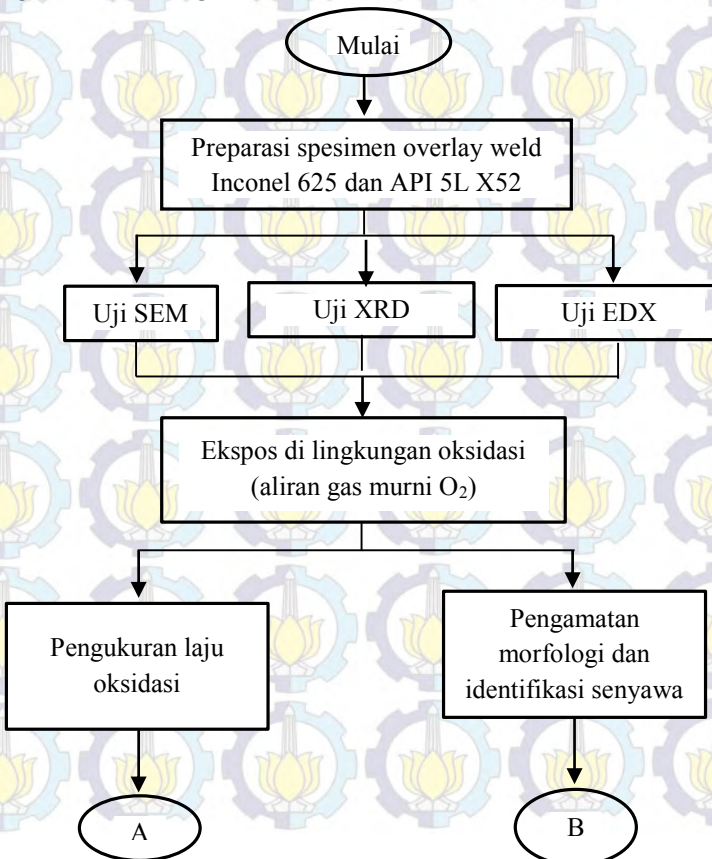 Mulai
Preparasi spesimen overlay weld
Inconel 625 dan API 5L X52
Uji SEM
Uji XRD
Uji EDX
Ekspos di lingkungan oksidasi
(aliran gas murni O₂)
Pengukuran laju
oksidasi
Pengamatan
morfologi dan
identifikasi senyawa
A
B